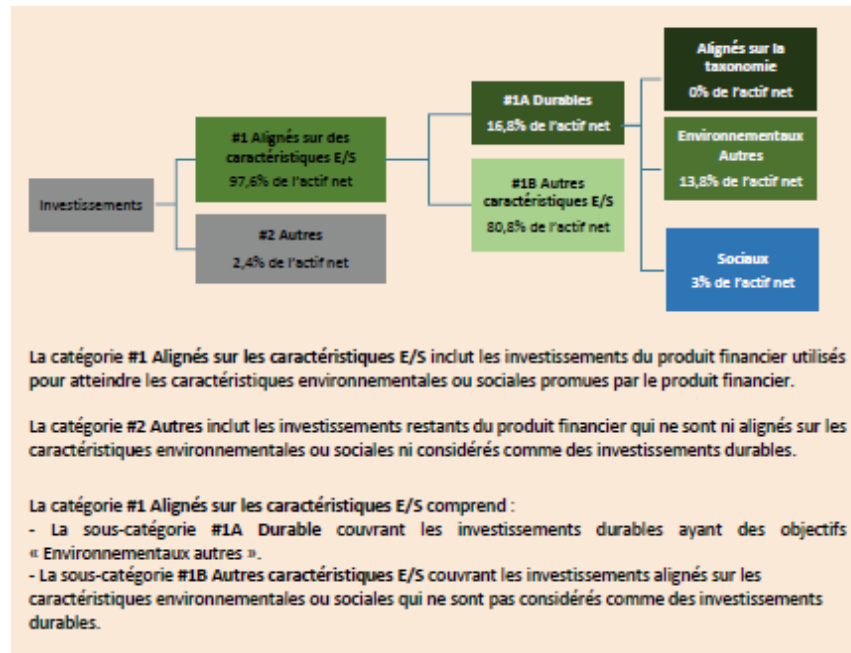 Alignés sur la
taxonomie
0% de l'actif net
#1A Durables
16,8% de l'actif net
#1 Alignés sur des
caractéristiques E/S
97,6% de l'actif net
Environnementaux
Autres
13,8% de l'actif net
#1B Autres
caractéristiques E/S
80,8% de l'actif net
Investissements
#2 Autres
2,4% de l'actif net
Sociaux
3% de l'actif net
La catégorie #1 Alignés sur les caractéristiques E/S inclut les investissements du produit financier utilisés
pour atteindre les caractéristiques environnementales ou sociales promues par le produit financier.
La catégorie #2 Autres inclut les investissements restants du produit financier qui ne sont ni alignés sur les
caractéristiques environnementales ou sociales ni considérés comme des investissements durables.
La catégorie #1 Alignés sur les caractéristiques E/S comprend :
- La sous-catégorie #1A Durable couvrant les investissements durables ayant des objectifs
« Environnementaux autres ».
- La sous-catégorie #1B Autres caractéristiques E/S couvrant les investissements alignés sur les
caractéristiques environnementales ou sociales qui ne sont pas considérés comme des investissements
durables.